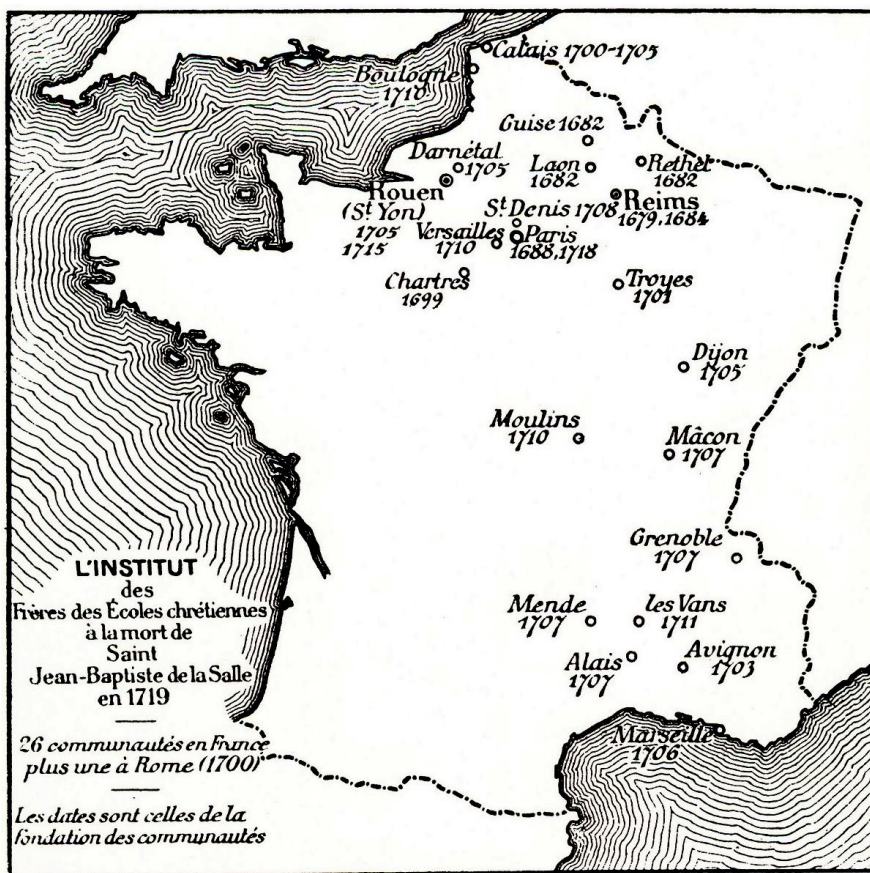 Calais 1700-1705
Boulogne
1710
Guise 1682
Darnétal
1705
Laon
1682
Rethel
1682
Rouen
(St Yon)
1705
1715
Reims
1679, 1684
St Denis 1708
Versailles
1710
Paris
1688, 1718
Chartres
1699
Troyes
1701
Dijon
1705
Moulins
1710
Mâcon
1707
Grenoble
1707
Mende
1707
les Vans
1711
Alais
1707
Avignon
1703
Marseille
1706
L'INSTITUT
des
Frères des Écoles chrétiennes
à la mort de
Saint
Jean-Baptiste de la Salle
en 1719
26 communautés en France
plus une à Rome (1700)
Les dates sont celles de la
fondation des communautés